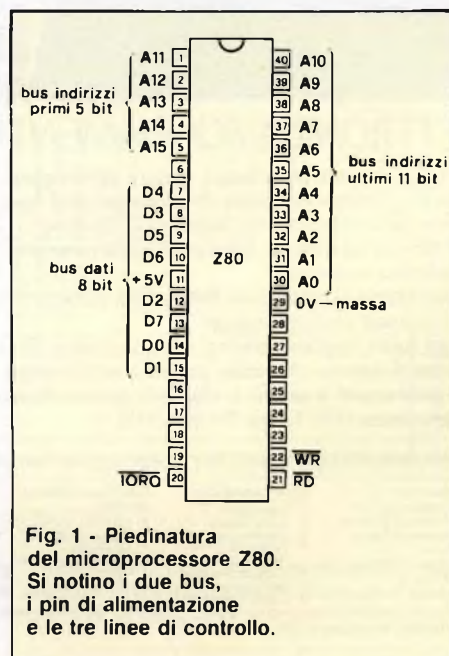 A11 1
A12 2
A13 3
A14 4
A15 5
6
D4 7
D3 8
D5 9
D6 10
+5V 11
D2 12
D7 13
D0 14
D1 15
16
17
18
19
IORQ 20
bus indirizzi
primi 5 bit
bus dati
8 bit
Z80
40 A10
39 A9
38 A8
37 A7
36 A6
35 A5
34 A4
33 A3
32 A2
31 A1
30 A0
29 0V massa
28
27
26
25
24
23
22 WR
21 RD
bus indirizzi
ultimi 11 bit
Fig. 1 - Piedinatura
del microprocessore Z80.
Si notino i due bus,
i pin di alimentazione
e le tre linee di controllo.